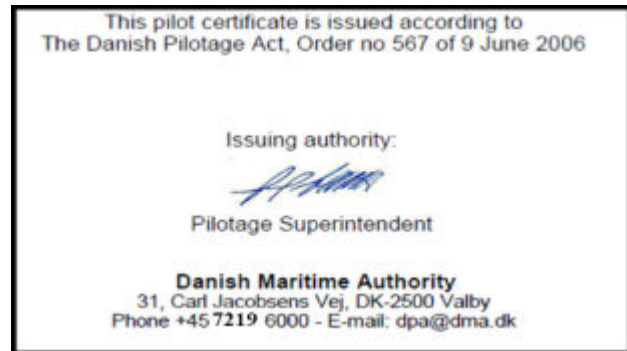 This pilot certificate is issued according to
The Danish Pilotage Act, Order no 567 of 9 June 2006
Issuing authority:
Pilotage Superintendent
Danish Maritime Authority
31, Carl Jacobsens Vej, DK-2500 Valby
Phone +45 7219 6000 - E-mail: dpa@dma.dk